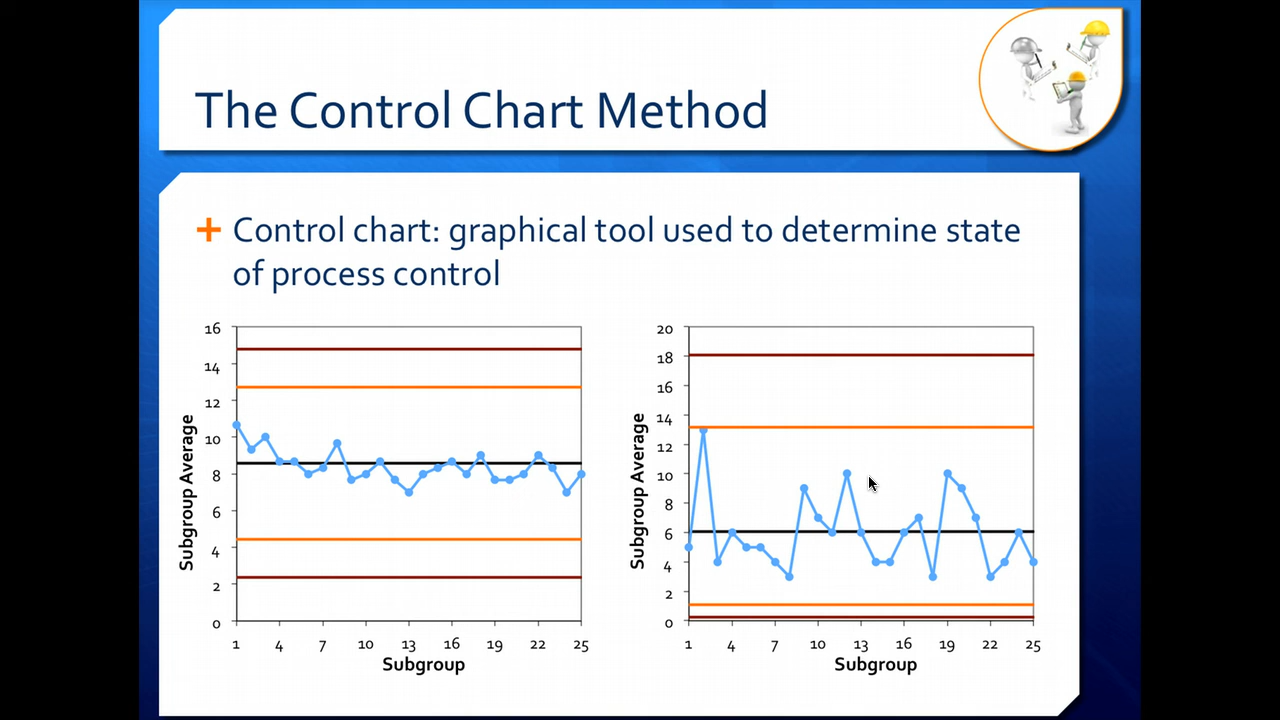 The Control Chart Method
Control chart: graphical tool used to determine state
of process control
16
14
12
10
8
6
4
2
0
Subgroup Average
1 4 7 10 13 16 19 22 25
Subgroup
20
18
16
14
12
10
8
6
4
2
0
Subgroup Average
1 4 7 10 13 16 19 22 25
Subgroup